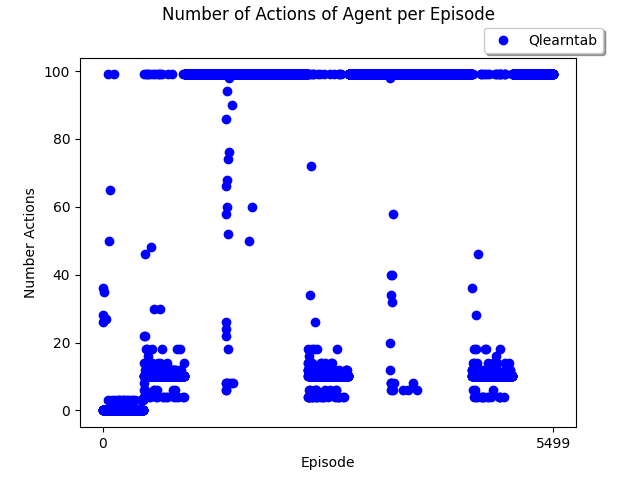 Number of Actions of Agent per Episode
Qlearntab
100
80
60
40
20
0
Number Actions
0
5499
Episode